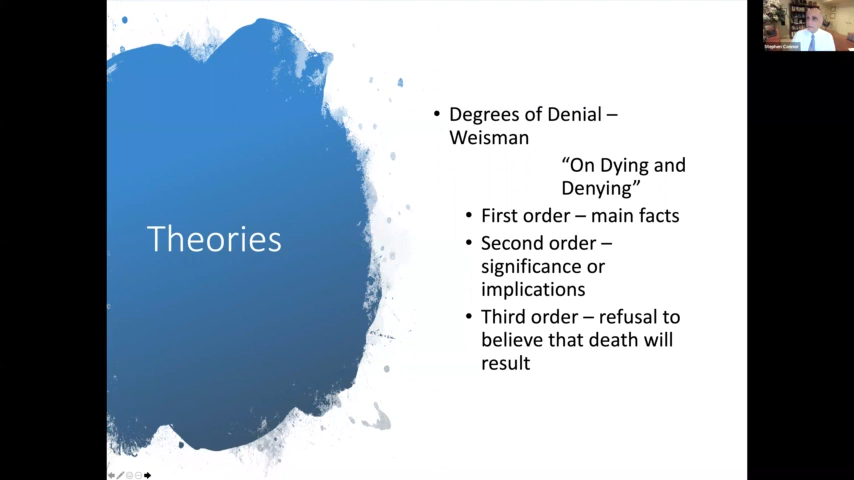 Theories
• Degrees of Denial –
Weisman
“On Dying and
Denying”
• First order – main facts
• Second order –
significance or
implications
• Third order – refusal to
believe that death will
result
Stephen